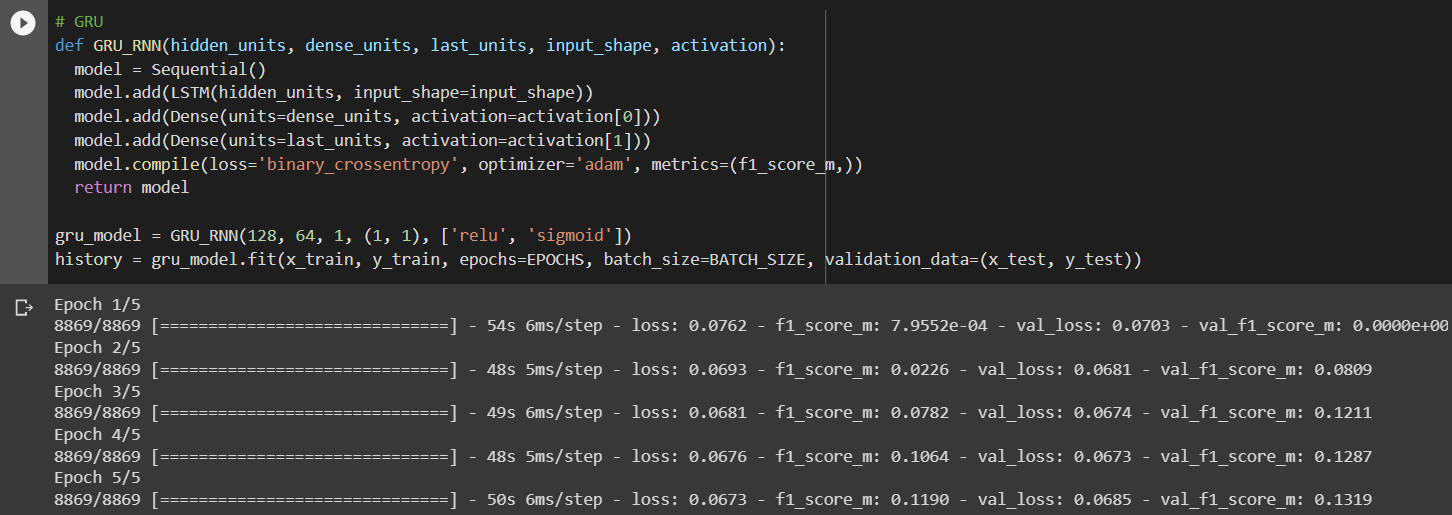 # GRU
def GRU_RNN(hidden_units, dense_units, last_units, input_shape, activation):
  model = Sequential()
  model.add(LSTM(hidden_units, input_shape=input_shape))
  model.add(Dense(units=dense_units, activation=activation[0]))
  model.add(Dense(units=last_units, activation=activation[1]))
  model.compile(loss='binary_crossentropy', optimizer='adam', metrics=(f1_score_m,))
  return model
gru_model = GRU_RNN(128, 64, 1, (1, 1), ['relu', 'sigmoid'])
history = gru_model.fit(x_train, y_train, epochs=EPOCHS, batch_size=BATCH_SIZE, validation_data=(x_test, y_test))
Epoch 1/5
8869/8869 [==============================] - 54s 6ms/step - loss: 0.0762 - f1_score_m: 7.9552e-04 - val_loss: 0.0703 - val_f1_score_m: 0.0000e+00
Epoch 2/5
8869/8869 [==============================] - 48s 5ms/step - loss: 0.0693 - f1_score_m: 0.0226 - val_loss: 0.0681 - val_f1_score_m: 0.0809
Epoch 3/5
8869/8869 [==============================] - 49s 6ms/step - loss: 0.0681 - f1_score_m: 0.0782 - val_loss: 0.0674 - val_f1_score_m: 0.1211
Epoch 4/5
8869/8869 [==============================] - 48s 5ms/step - loss: 0.0676 - f1_score_m: 0.1064 - val_loss: 0.0673 - val_f1_score_m: 0.1287
Epoch 5/5
8869/8869 [==============================] - 50s 6ms/step - loss: 0.0673 - f1_score_m: 0.1190 - val_loss: 0.0685 - val_f1_score_m: 0.1319